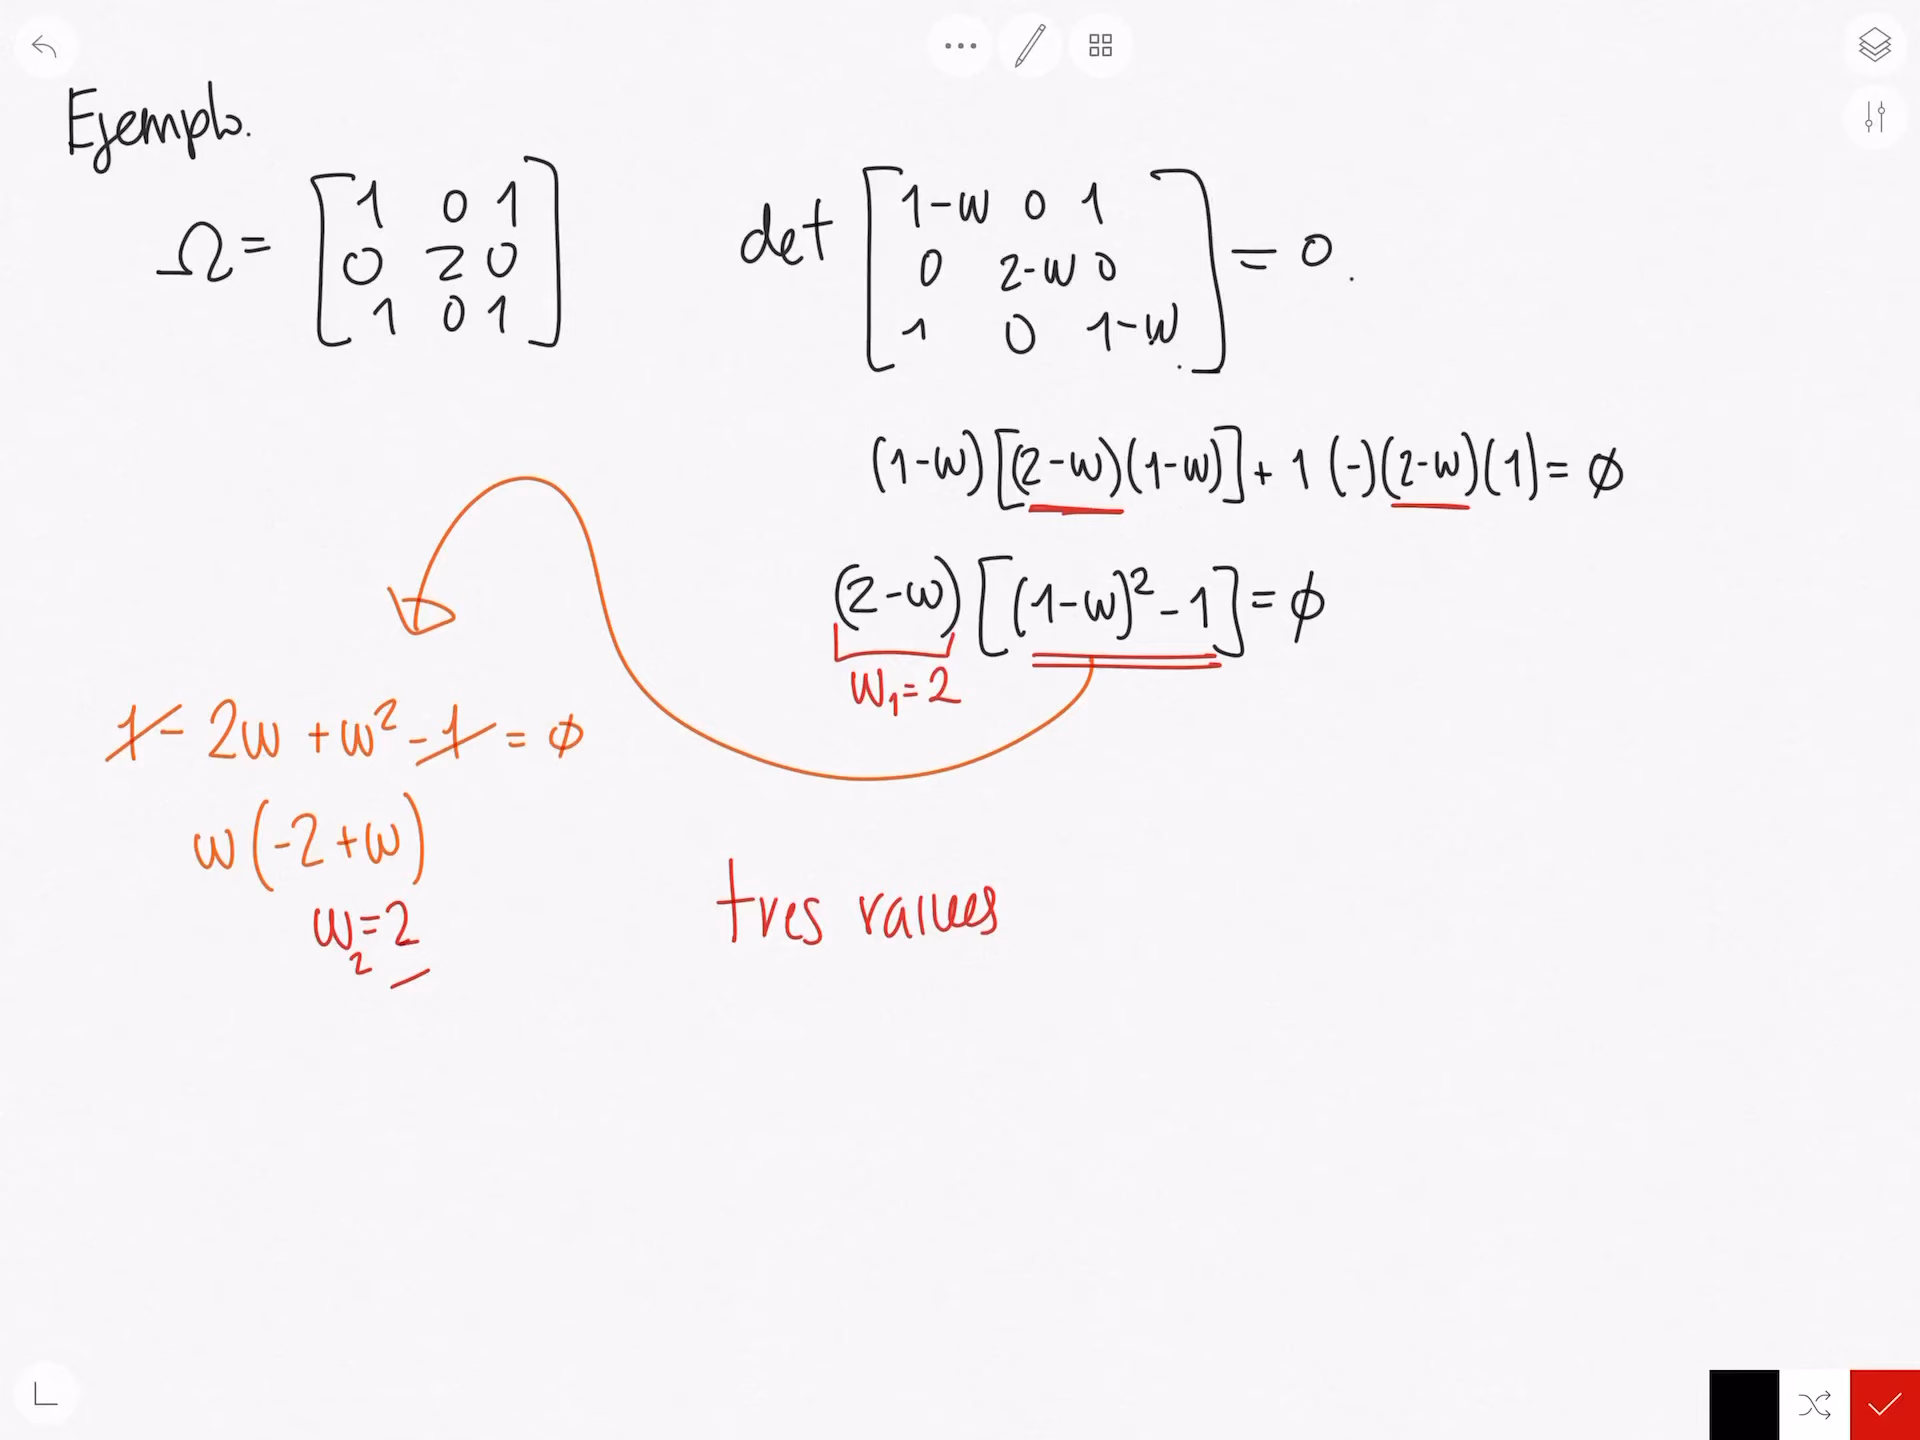 Ejemplo.
Ω = [1 0 1
0 2 0
1 0 1]
det [1-w 0 1
0 2-w 0
1 0 1-w] = 0.
(1-w)[(2-w)(1-w)] + 1 (-)(2-w)(1) = ϕ
(2-w) [(1-w)² - 1] = ϕ
w₁ = 2
1 - 2w + w² - 1 = ϕ
w(-2+w)
w₂ = 2
tres